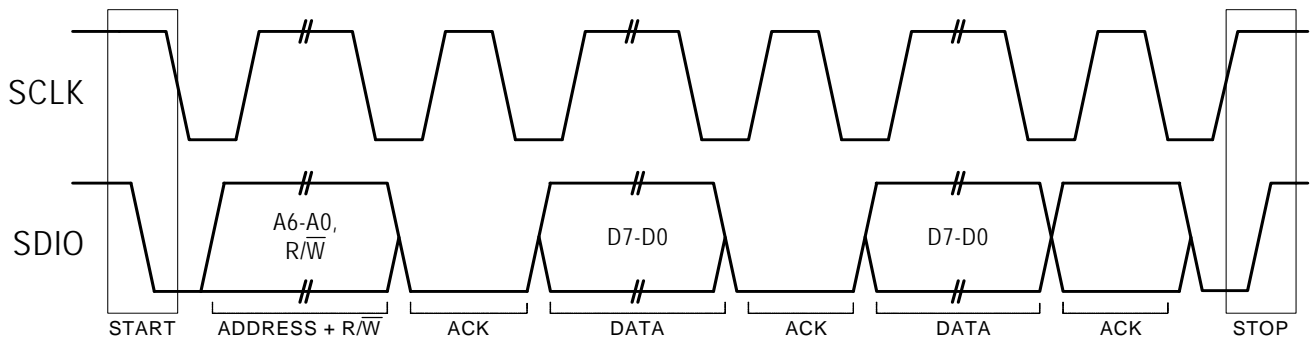 SCLK
SDIO
A6-A0,
R/W̅
D7-D0
D7-D0
START
ADDRESS + R/W̅
ACK
DATA
ACK
DATA
ACK
STOP